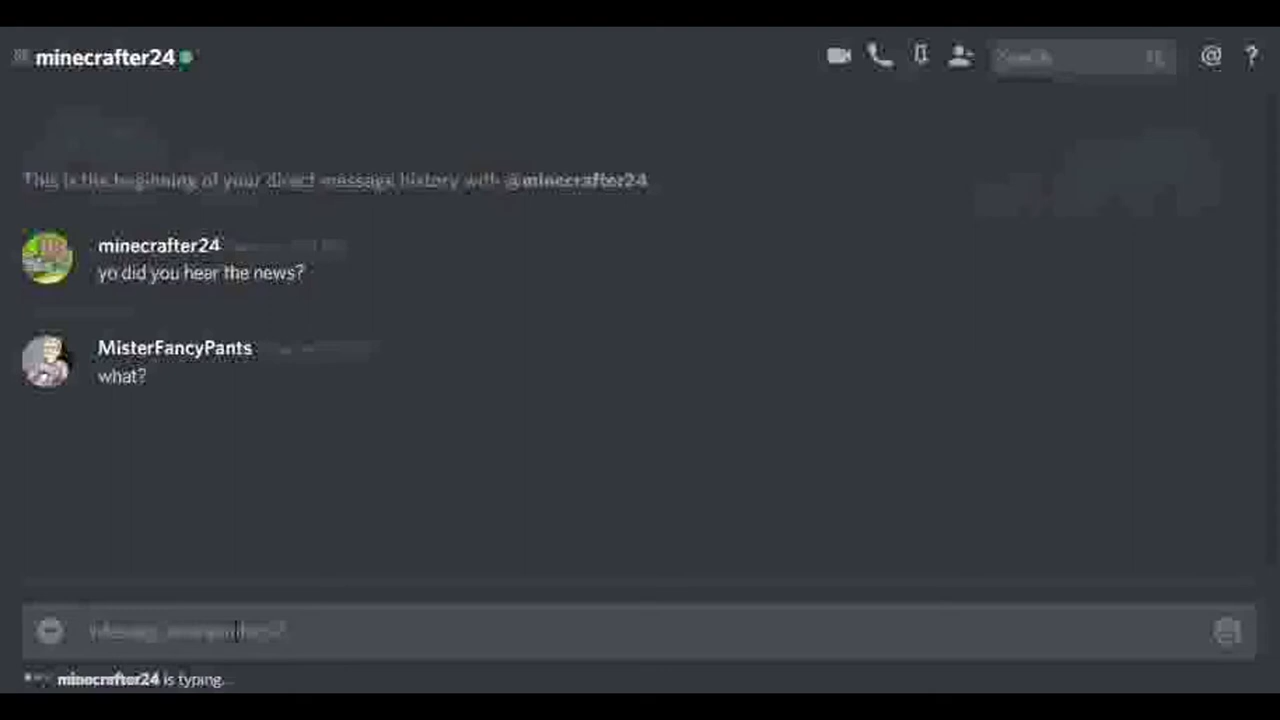 minecrafter24
@
?
This is the beginning of your direct message history with @minecrafter24
minecrafter24
yo did you hear the news?
MisterFancyPants
what?
minecrafter24 is typing...